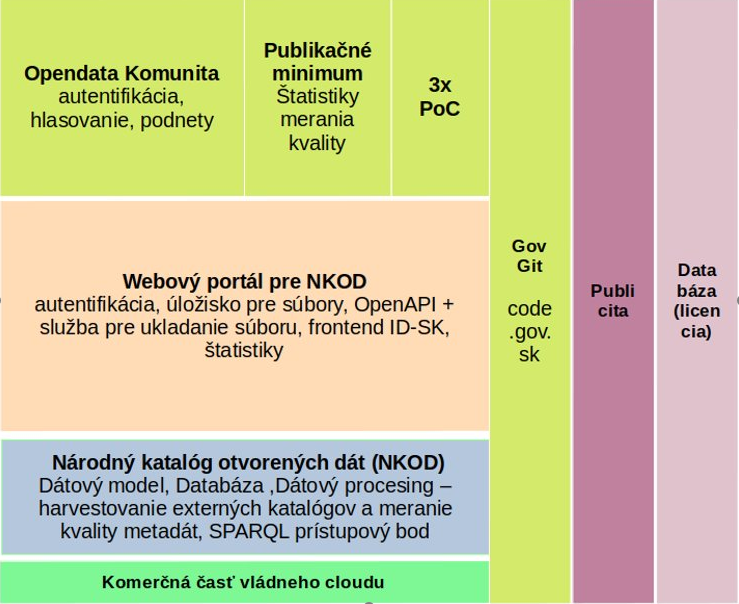 Opendata Komunita
autentifikácia,
hlasovanie, podnety
Publikačné
minimum
Štatistiky
merania
kvality
3x
PoC
Webový portál pre NKOD
autentifikácia, úložisko pre súbory, OpenAPI +
služba pre ukladanie súboru, frontend ID-SK,
štatistiky
Národný katalóg otvorených dát (NKOD)
Dátový model, Databáza ,Dátový procesing –
harvestovanie externých katalógov a meranie
kvality metadát, SPARQL prístupový bod
Komerčná časť vládneho cloudu
Gov
Git
code
.gov.
sk
Publi
cita
Data
báza
(licen
cia)